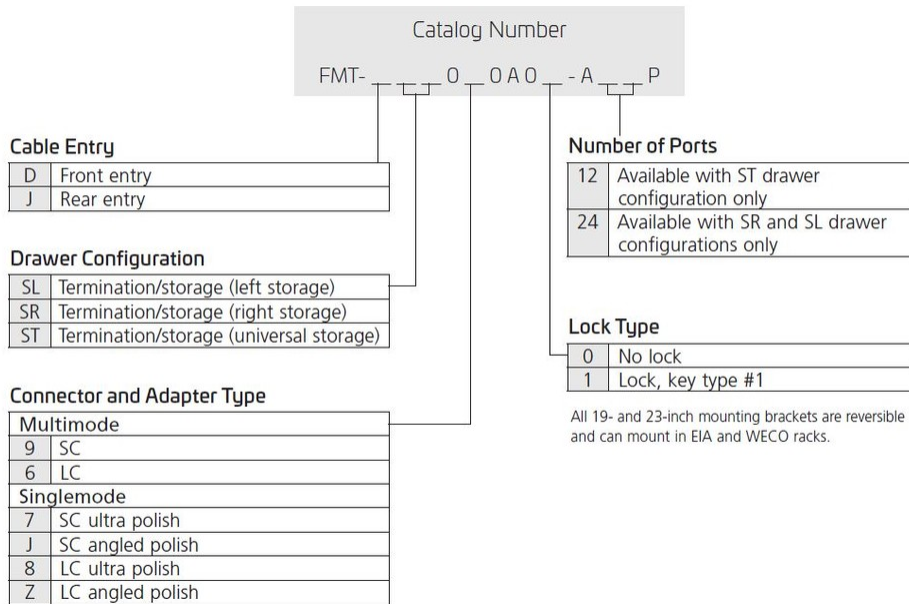 Catalog Number
FMT- _ _ _ 0 _ 0 A 0 _ - A _ _ _ P
Cable Entry
D Front entry
J Rear entry
Drawer Configuration
SL Termination/storage (left storage)
SR Termination/storage (right storage)
ST Termination/storage (universal storage)
Connector and Adapter Type
Multimode
9 SC
6 LC
Singlemode
7 SC ultra polish
J SC angled polish
8 LC ultra polish
Z LC angled polish
Number of Ports
12 Available with ST drawer
configuration only
24 Available with SR and SL drawer
configurations only
Lock Type
0 No lock
1 Lock, key type #1
All 19- and 23-inch mounting brackets are reversible
and can mount in EIA and WECO racks.